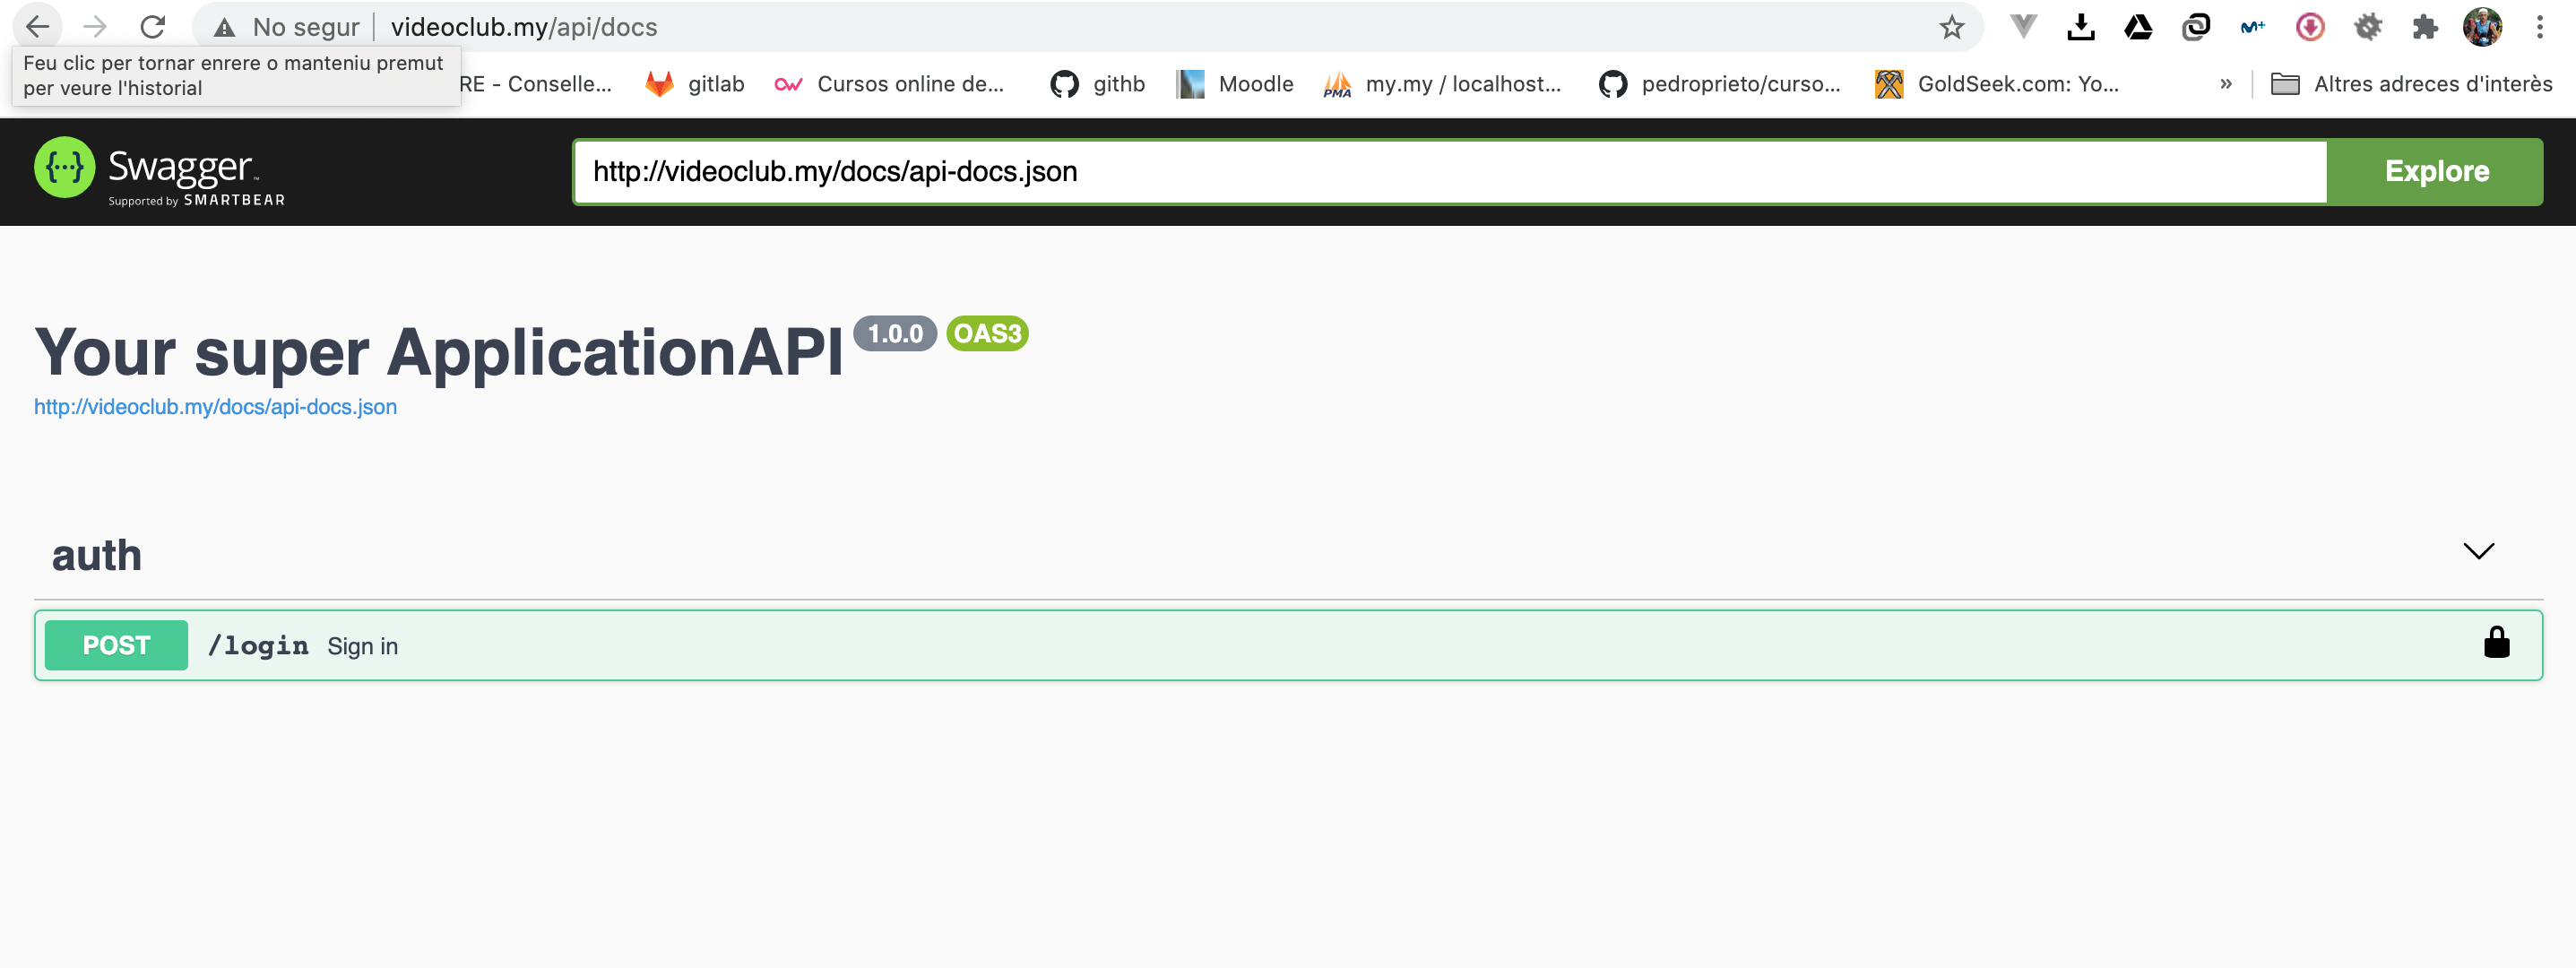 No segur | videoclub.my/api/docs
Feu clic per tornar enrere o manteniu premut
per veure l'historial
RE - Conselle... gitlab Cursos online de... githb Moodle PMA my.my / localhost... pedroprieto/curso... GoldSeek.com: Yo... » Altres adreces d'interès
{···} Swagger™ http://videoclub.my/docs/api-docs.json Explore
Supported by SMARTBEAR
Your super ApplicationAPI 1.0.0 OAS3
http://videoclub.my/docs/api-docs.json
auth
POST /login Sign in